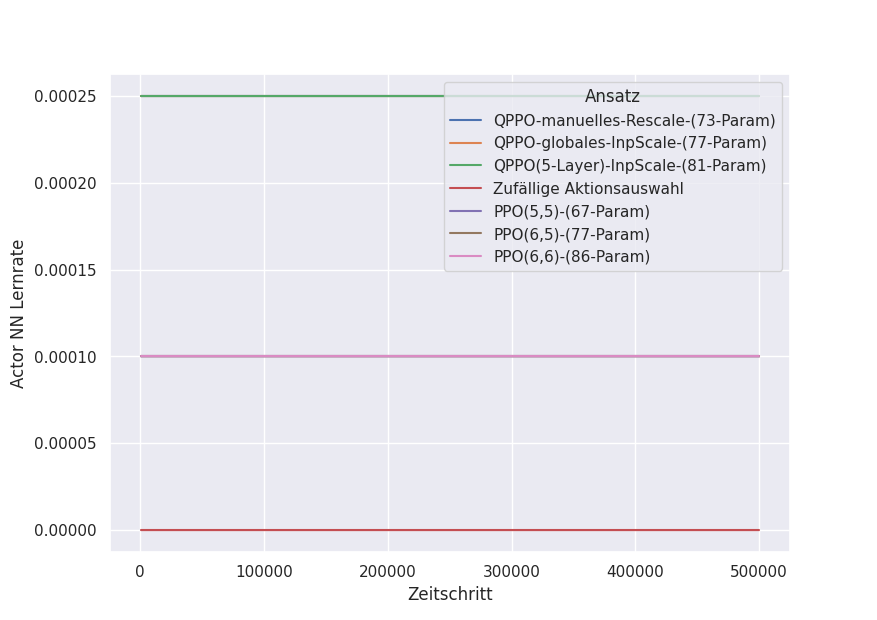 Ansatz
QPPO-manuelles-Rescale-(73-Param)
QPPO-globales-InpScale-(77-Param)
QPPO(5-Layer)-InpScale-(81-Param)
Zufällige Aktionsauswahl
PPO(5,5)-(67-Param)
PPO(6,5)-(77-Param)
PPO(6,6)-(86-Param)
Actor NN Lernrate
0.00025
0.00020
0.00015
0.00010
0.00005
0.00000
0 100000 200000 300000 400000 500000
Zeitschritt